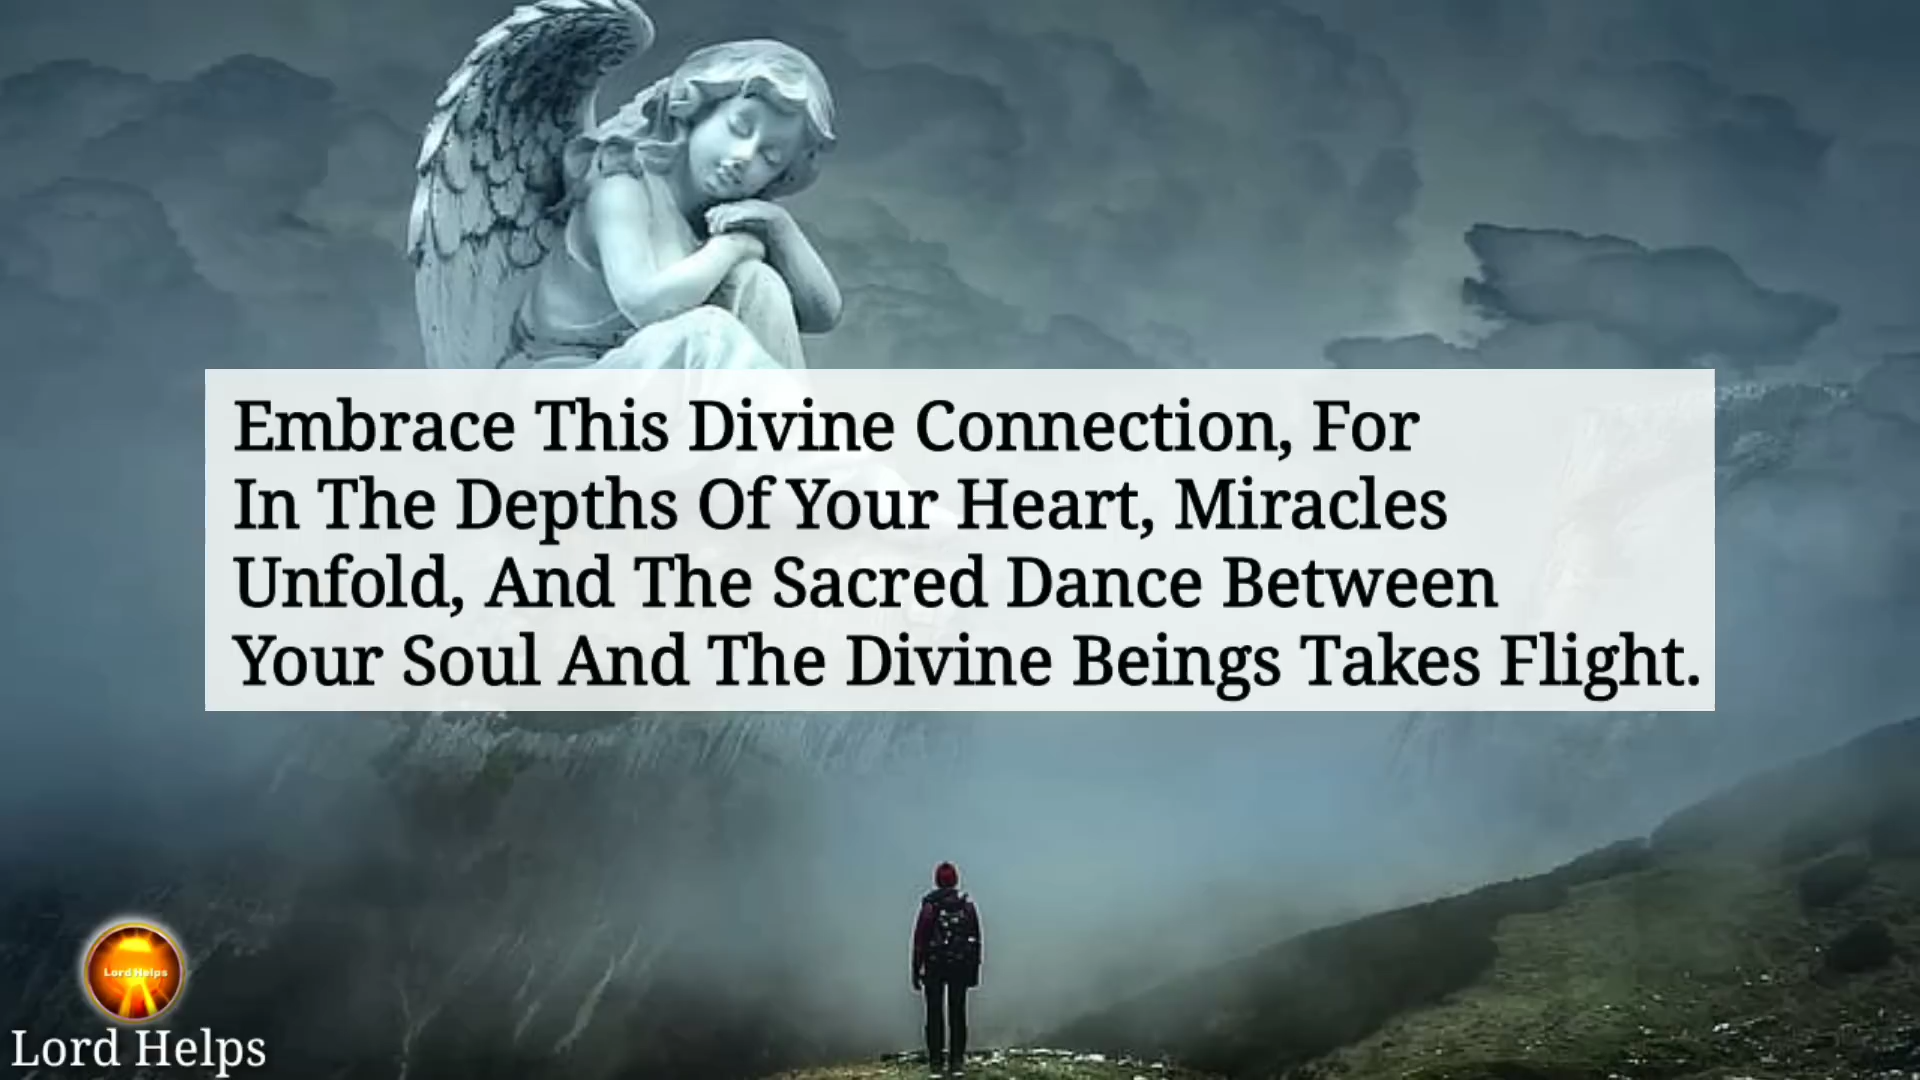 Embrace This Divine Connection, For
In The Depths Of Your Heart, Miracles
Unfold, And The Sacred Dance Between
Your Soul And The Divine Beings Takes Flight.
Lord Helps
Lord Helps